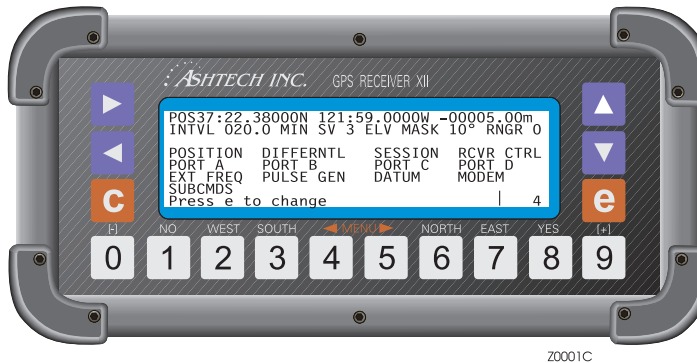 ASHTECH INC. GPS RECEIVER XII
POS37:22.38000N 121:59.0000W -00005.00m
INTVL 020.0 MIN SV 3 ELV MASK 10° RNGR 0
POSITION DIFFERNTL SESSION RCVR CTRL
PORT A PORT B PORT C PORT D
EXT FREQ PULSE GEN DATUM MODEM
SUBCMDS
Press e to change | 4
c e
[-] NO WEST SOUTH MENU NORTH EAST YES [+]
0 1 2 3 4 5 6 7 8 9
Z0001C